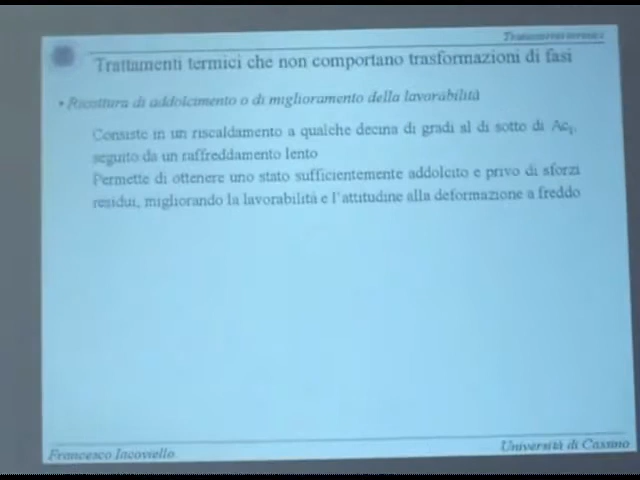 Trattamenti termici
Trattamenti termici che non comportano trasformazioni di fasi
• Ricottura di addolcimento o di miglioramento della lavorabilità
Consiste in un riscaldamento a qualche decina di gradi al di sotto di Ac₁,
seguito da un raffreddamento lento
Permette di ottenere uno stato sufficientemente addolcito e privo di sforzi
residui, migliorando la lavorabilità e l'attitudine alla deformazione a freddo
Francesco Iacoviello
Università di Cassino